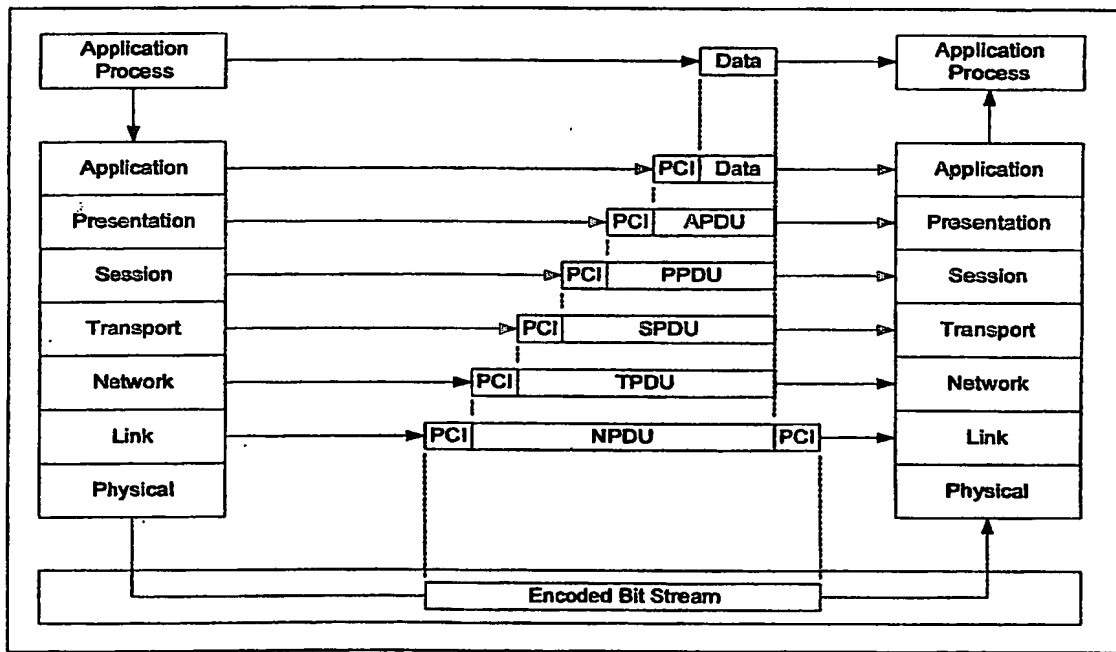 Application
Process
Data
Application
Process
Application
PCI Data
Application
Presentation
PCI APDU
Presentation
Session
PCI PPDU
Session
Transport
PCI SPDU
Transport
Network
PCI TPDU
Network
Link
PCI NPDU PCI
Link
Physical
Physical
Encoded Bit Stream